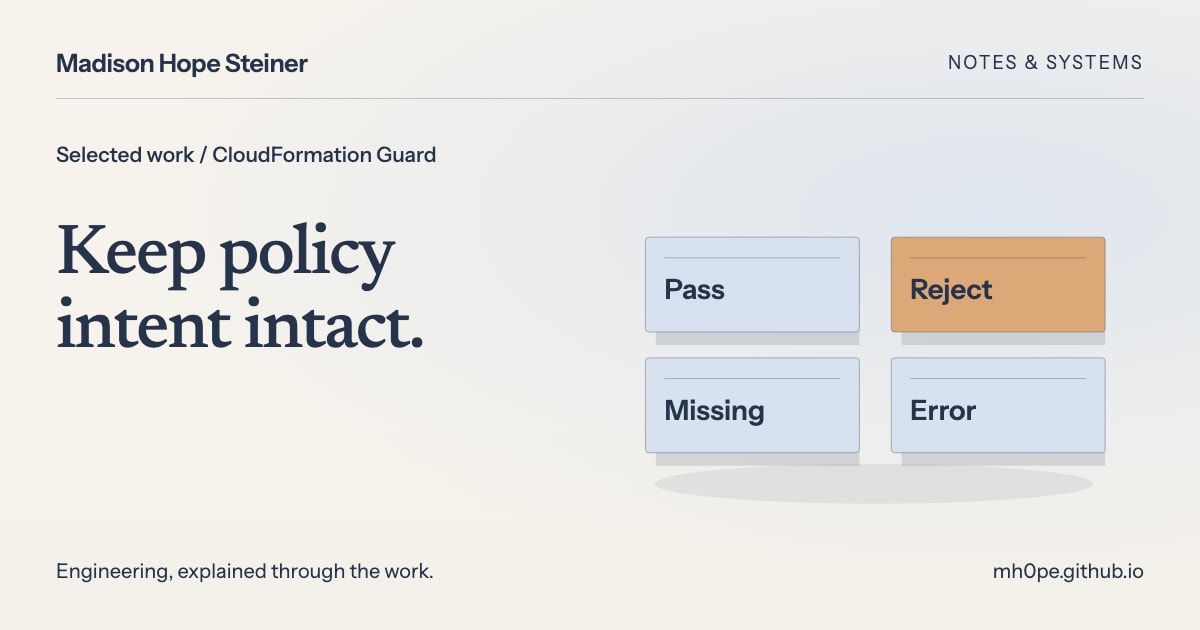 Madison Hope Steiner
NOTES & SYSTEMS
Selected work / CloudFormation Guard
Keep policy
intent intact.
Pass
Reject
Missing
Error
Engineering, explained through the work.
mh0pe.github.io